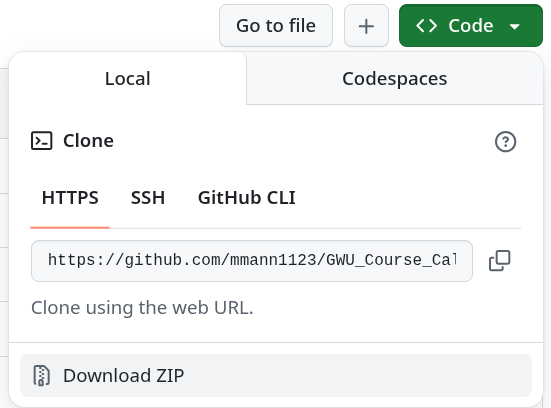 Go to file
Code
Local
Codespaces
Clone
HTTPS SSH GitHub CLI
https://github.com/mmann1123/GWU_Course_Cal
Clone using the web URL.
Download ZIP